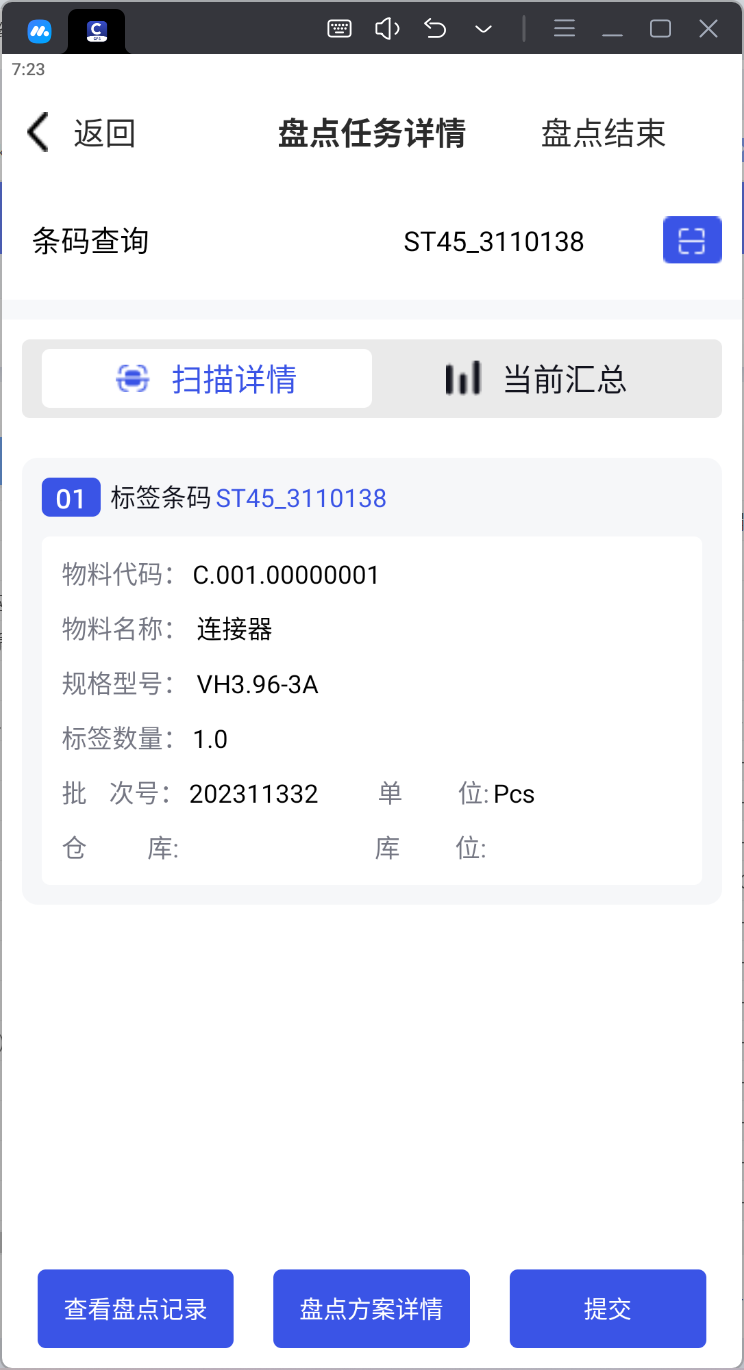 7:23
返回 盘点任务详情 盘点结束
条码查询 ST45_3110138
扫描详情 当前汇总
01 标签条码 ST45_3110138
物料代码： C.001.00000001
物料名称： 连接器
规格型号： VH3.96-3A
标签数量： 1.0
批 次号： 202311332 单 位: Pcs
仓 库: 库 位:
查看盘点记录 盘点方案详情 提交